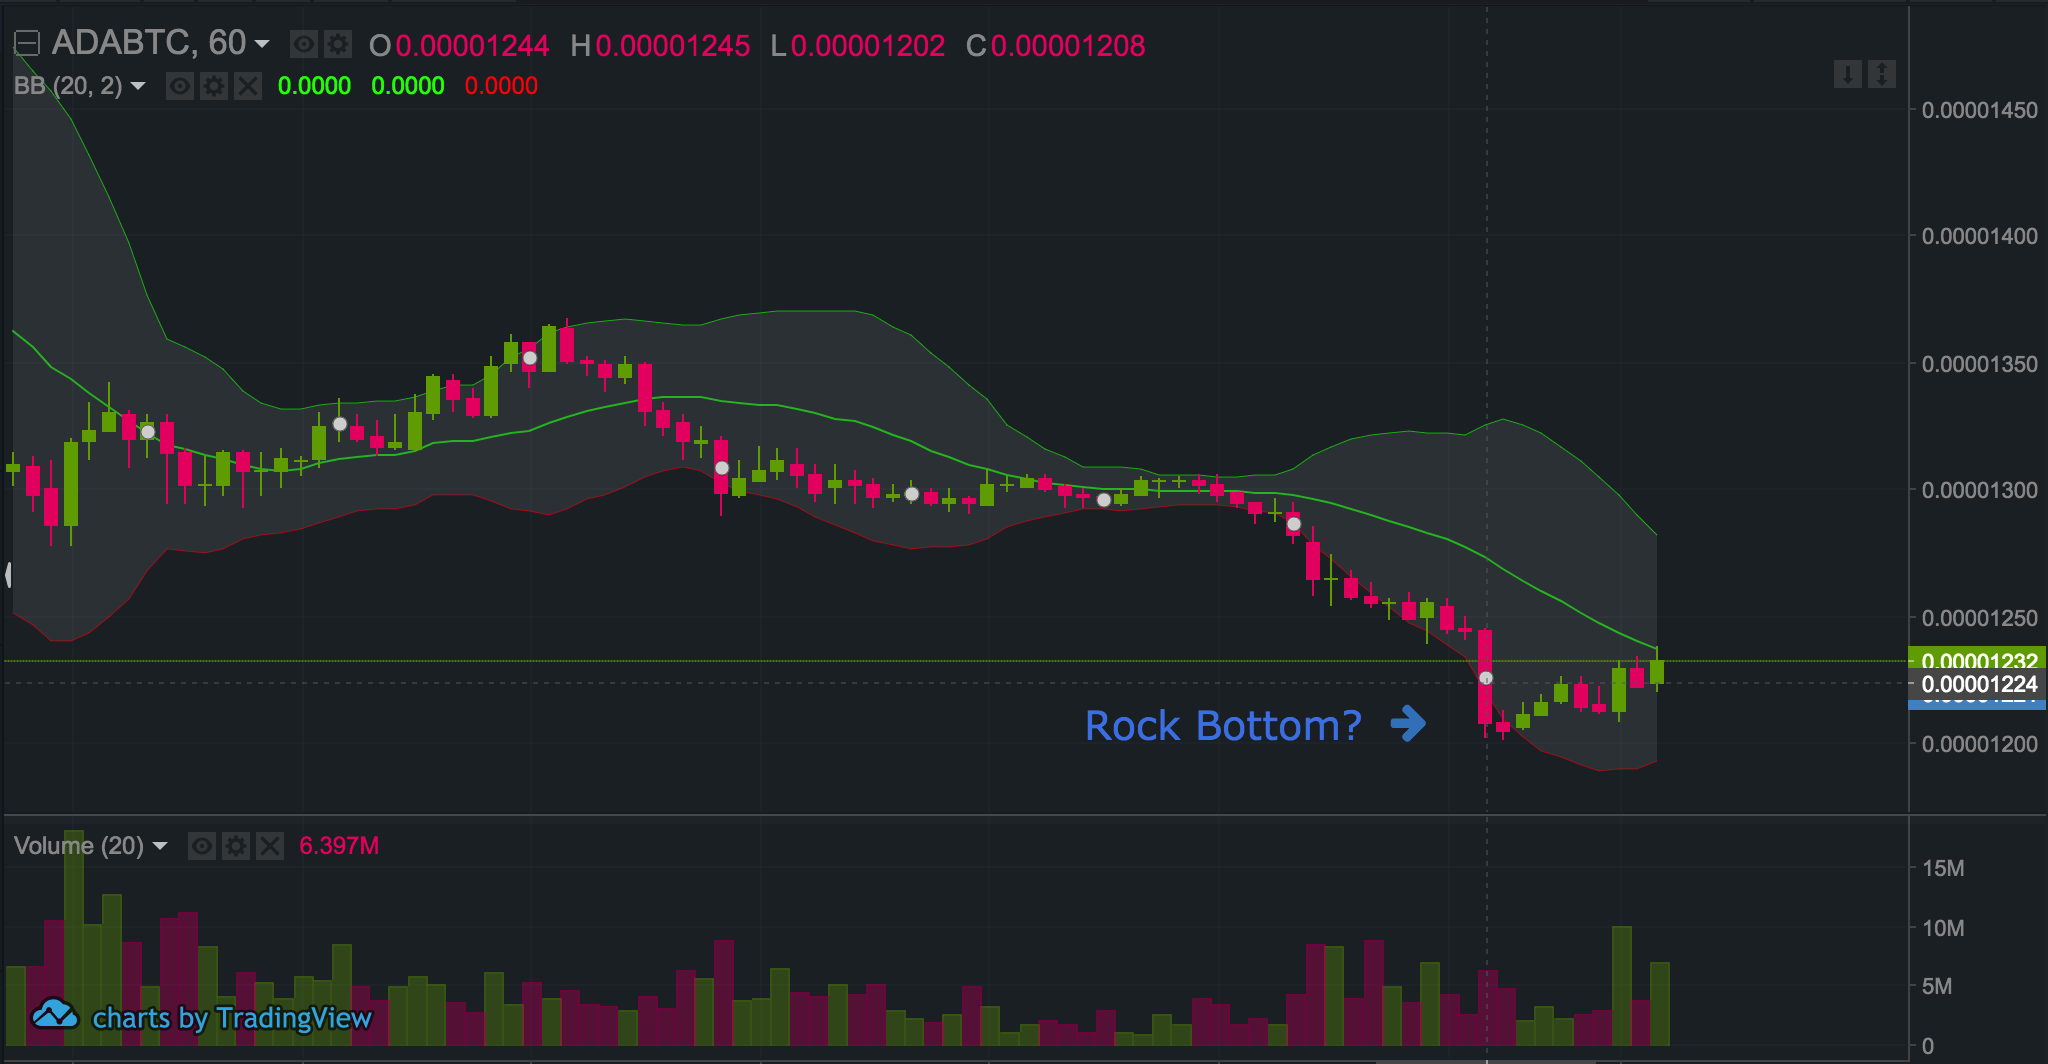 ADABTC, 60 O0.00001244 H0.00001245 L0.00001202 C0.00001208
BB (20, 2) 0.0000 0.0000 0.0000
0.00001450
0.00001400
0.00001350
0.00001300
0.00001250
0.00001232
0.00001224
0.00001200
Rock Bottom?
Volume (20) 6.397M
15M
10M
5M
0
charts by TradingView